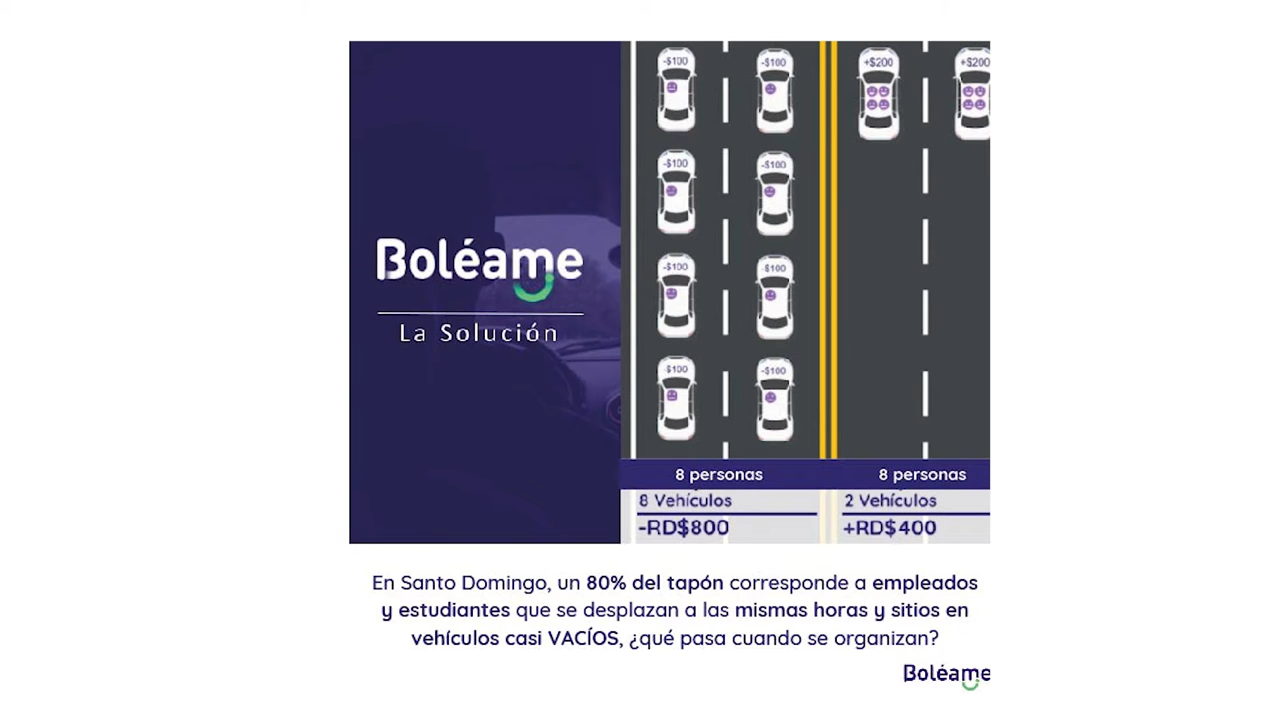 -$100 -$100 +$200 +$200
-$100 -$100
-$100 -$100
-$100 -$100
Boléame
La Solución
8 personas 8 personas
8 Vehículos 2 Vehículos
-RD$800 +RD$400
En Santo Domingo, un 80% del tapón corresponde a empleados
y estudiantes que se desplazan a las mismas horas y sitios en
vehículos casi VACÍOS, ¿qué pasa cuando se organizan?
Boléame